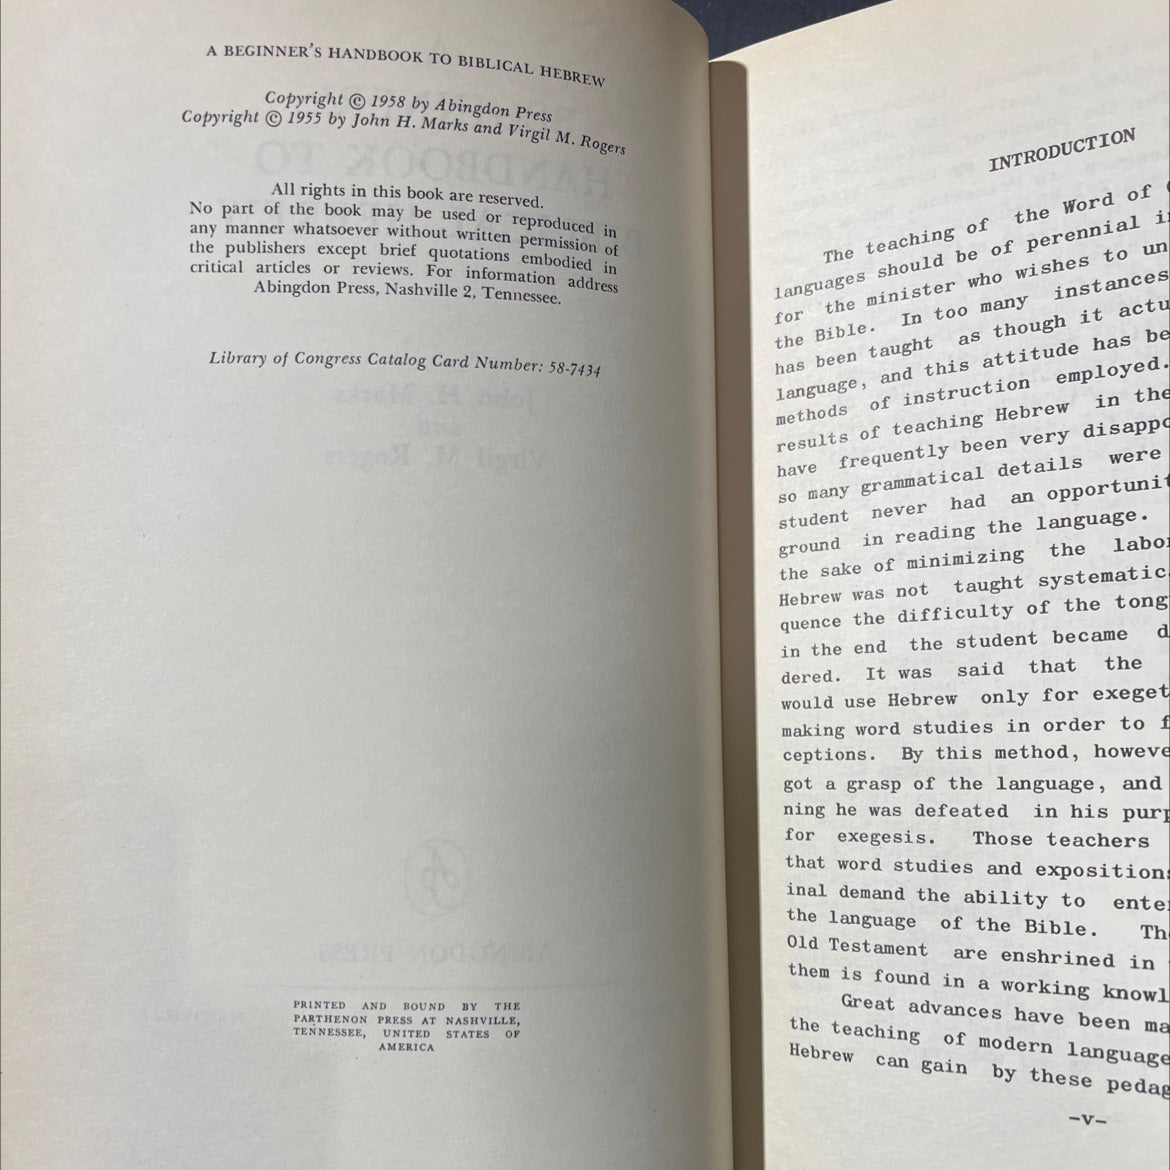 A BEGINNER'S HANDBOOK TO BIBLICAL HEBREW
Copyright © 1958 by Abingdon Press
Copyright © 1955 by John H. Marks and Virgil M. Rogers
All rights in this book are reserved.
No part of the book may be used or reproduced in
any manner whatsoever without written permission of
the publishers except brief quotations embodied in
critical articles or reviews. For information address
Abingdon Press, Nashville 2, Tennessee.
Library of Congress Catalog Card Number: 58-7434
PRINTED AND BOUND BY THE
PARTHENON PRESS AT NASHVILLE,
TENNESSEE, UNITED STATES OF
AMERICA
INTRODUCTION
The teaching of the Word of
languages should be of perennial
for the minister who wishes to
the Bible. In too many instances
has been taught as though it
language, and this attitude has
methods of instruction employed.
results of teaching Hebrew in the
have frequently been very
so many grammatical details were
student never had an
ground in reading the language.
the sake of minimizing the
Hebrew was not taught
quence the difficulty of the
in the end the student became
dered. It was said that the
would use Hebrew only for
making word studies in order to
ceptions. By this method,
got a grasp of the language, and
ning he was defeated in his
for exegesis. Those teachers
that word studies and
inal demand the ability to
the language of the Bible.
Old Testament are enshrined in
them is found in a working
Great advances have been
the teaching of modern
Hebrew can gain by these
-v-